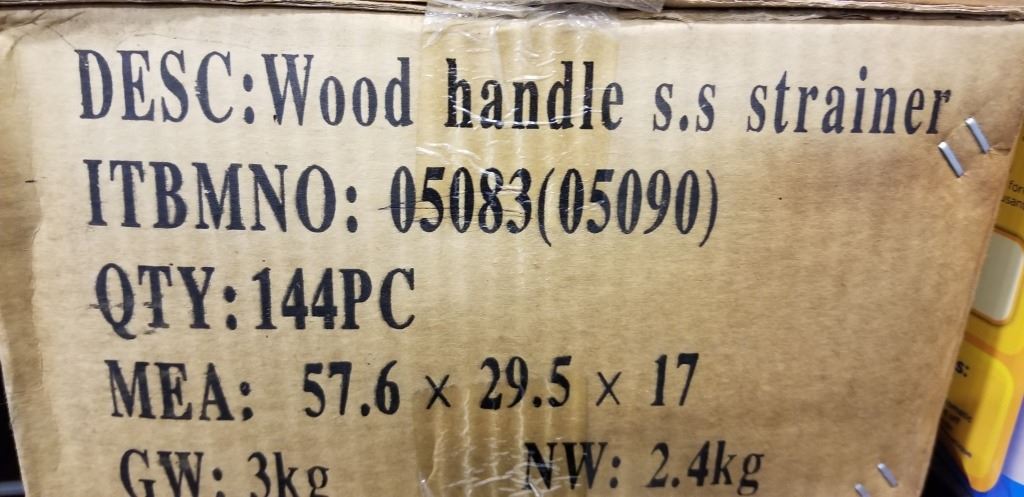 DESC:Wood handle s.s strainer
ITBMNO: 05083(05090)
QTY:144PC
MEA: 57.6 × 29.5 × 17
GW: 3kg NW: 2.4kg
for